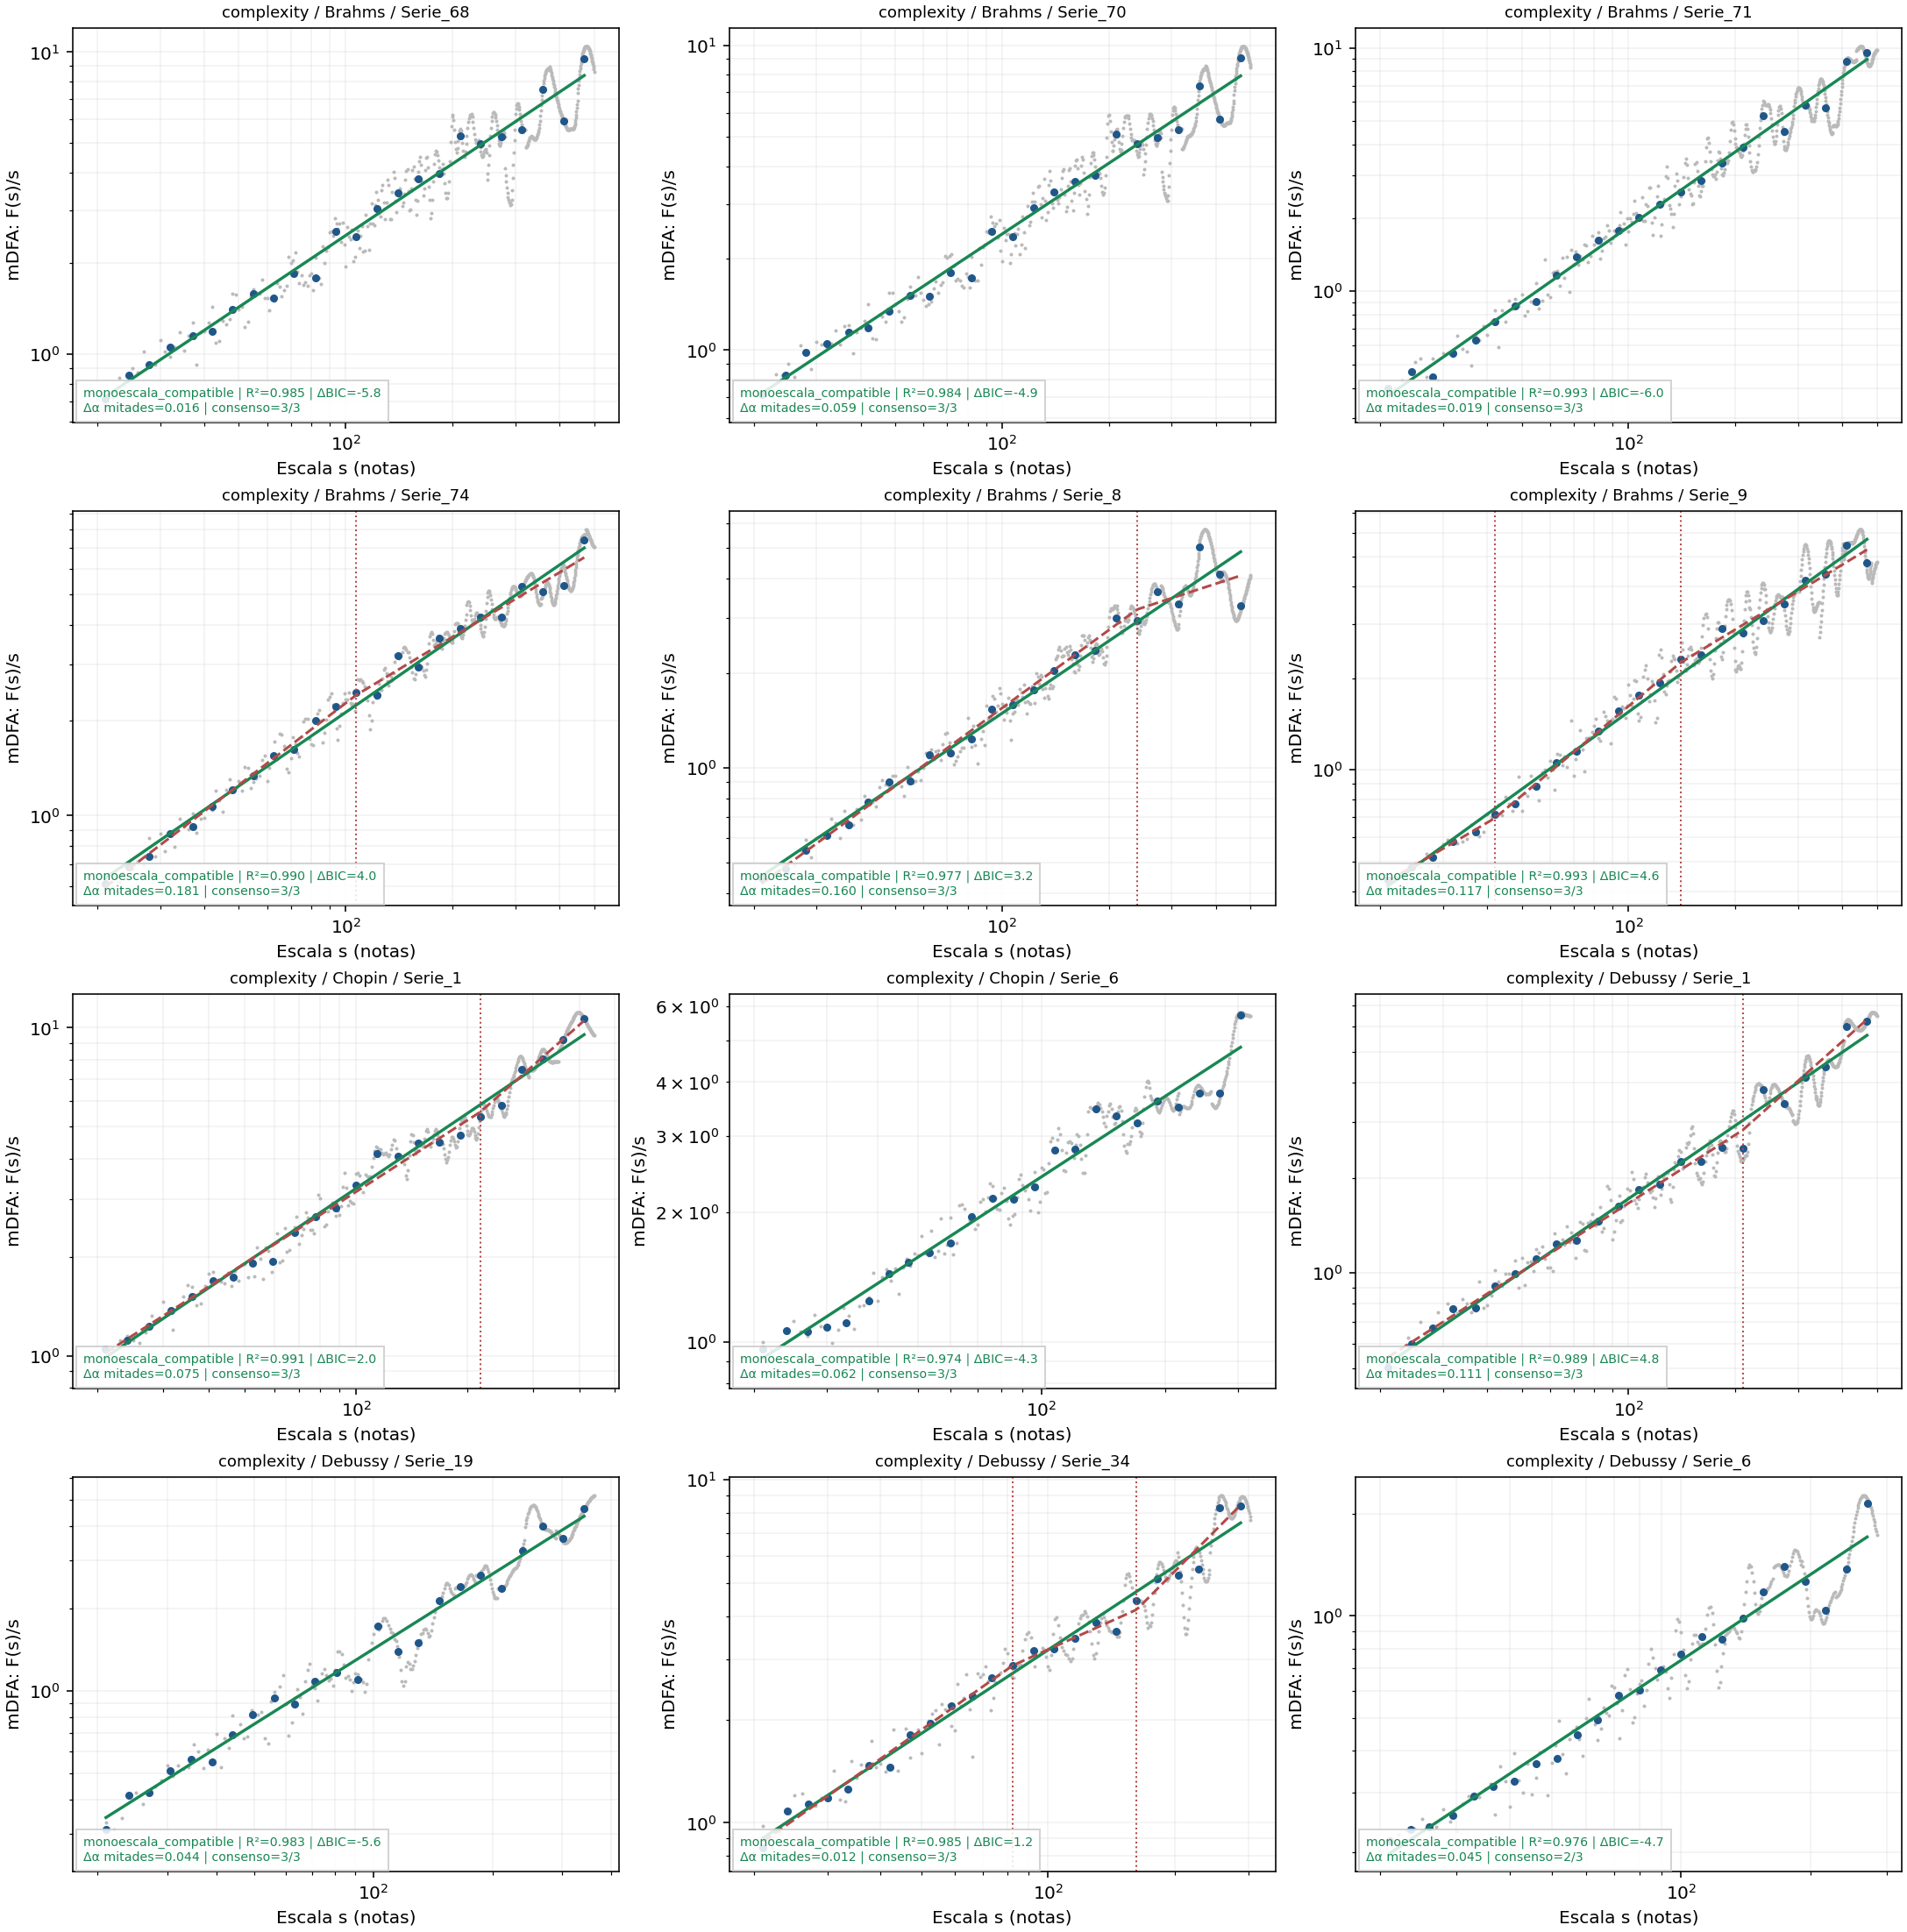 complexity / Brahms / Serie_68
10¹
10⁰
mDFA: F(s)/s
monoescala_compatible | R²=0.985 | ΔBIC=-5.8
Δα mitades=0.016 | consenso=3/3
10²
Escala s (notas)
complexity / Brahms / Serie_70
10¹
10⁰
mDFA: F(s)/s
monoescala_compatible | R²=0.984 | ΔBIC=-4.9
Δα mitades=0.059 | consenso=3/3
10²
Escala s (notas)
complexity / Brahms / Serie_71
10¹
10⁰
mDFA: F(s)/s
monoescala_compatible | R²=0.993 | ΔBIC=-6.0
Δα mitades=0.019 | consenso=3/3
10²
Escala s (notas)
complexity / Brahms / Serie_74
10⁰
mDFA: F(s)/s
monoescala_compatible | R²=0.990 | ΔBIC=4.0
Δα mitades=0.181 | consenso=3/3
10²
Escala s (notas)
complexity / Brahms / Serie_8
10⁰
mDFA: F(s)/s
monoescala_compatible | R²=0.977 | ΔBIC=3.2
Δα mitades=0.160 | consenso=3/3
10²
Escala s (notas)
complexity / Brahms / Serie_9
10⁰
mDFA: F(s)/s
monoescala_compatible | R²=0.993 | ΔBIC=4.6
Δα mitades=0.117 | consenso=3/3
10²
Escala s (notas)
complexity / Chopin / Serie_1
10¹
10⁰
mDFA: F(s)/s
monoescala_compatible | R²=0.991 | ΔBIC=2.0
Δα mitades=0.075 | consenso=3/3
10²
Escala s (notas)
complexity / Chopin / Serie_6
6 × 10⁰
4 × 10⁰
3 × 10⁰
2 × 10⁰
10⁰
mDFA: F(s)/s
monoescala_compatible | R²=0.974 | ΔBIC=-4.3
Δα mitades=0.062 | consenso=3/3
10²
Escala s (notas)
complexity / Debussy / Serie_1
10⁰
mDFA: F(s)/s
monoescala_compatible | R²=0.989 | ΔBIC=4.8
Δα mitades=0.111 | consenso=3/3
10²
Escala s (notas)
complexity / Debussy / Serie_19
10⁰
mDFA: F(s)/s
monoescala_compatible | R²=0.983 | ΔBIC=-5.6
Δα mitades=0.044 | consenso=3/3
10²
Escala s (notas)
complexity / Debussy / Serie_34
10¹
10⁰
mDFA: F(s)/s
monoescala_compatible | R²=0.985 | ΔBIC=1.2
Δα mitades=0.012 | consenso=3/3
10²
Escala s (notas)
complexity / Debussy / Serie_6
10⁰
mDFA: F(s)/s
monoescala_compatible | R²=0.976 | ΔBIC=-4.7
Δα mitades=0.045 | consenso=2/3
10²
Escala s (notas)